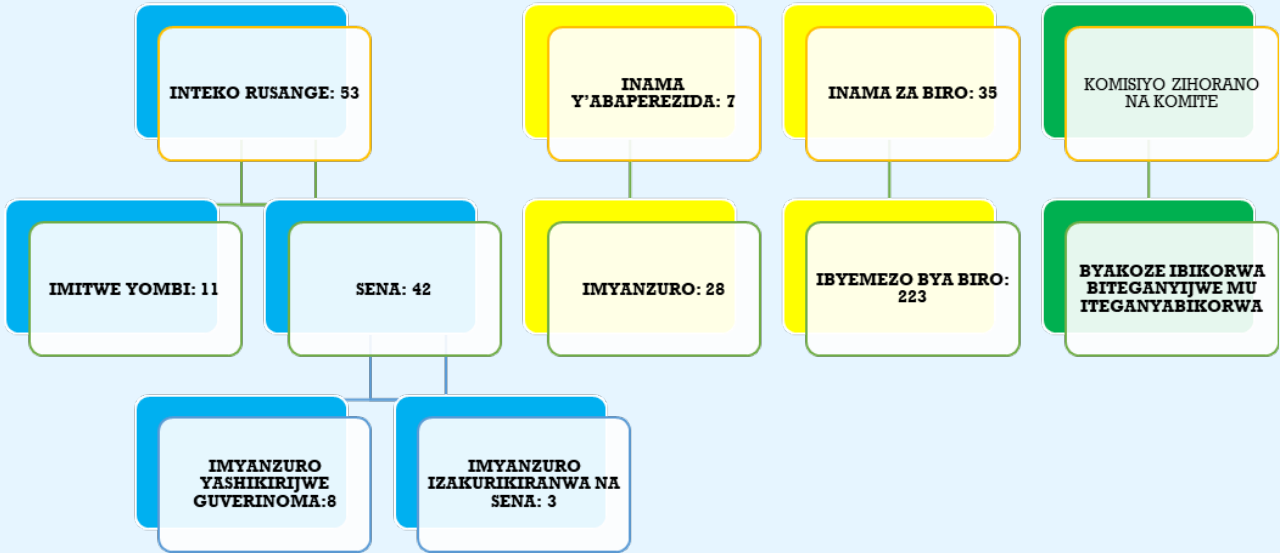 INTEKO RUSANGE: 53
INAMA
Y’ABAPEREZIDA: 7
INAMA ZA BIRO: 35
KOMISIYO ZIHORANO
NA KOMITE
IMITWE YOMBI: 11
SENA: 42
IMYANZURO: 28
IBYEMEZO BYA BIRO:
223
BYAKOZE IBIKORWA
BITEGANYIJWE MU
ITEGANYABIKORWA
IMYANZURO
YASHIKIRIJWE
GUVERINOMA:8
IMYANZURO
IZAKURIKIRANWA NA
SENA: 3